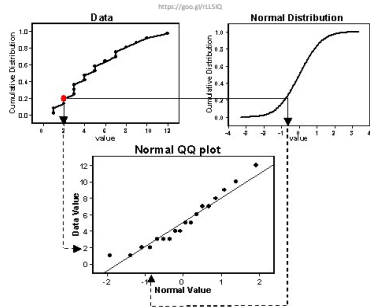 https://goo.gl/rLLSiQ
Data
Normal Distribution
Cumulative Distribution
1.0
0.8
0.6
0.4
0.2
0.0
0 2 4 6 8 10 12
value
Cumulative Distribution
1.0
0.8
0.6
0.4
0.2
0.0
-4 -3 -2 -1 0 1 2 3 4
value
Normal QQ plot
Data Value
12
10
8
6
4
2
0
-2 -1 0 1 2
Normal Value